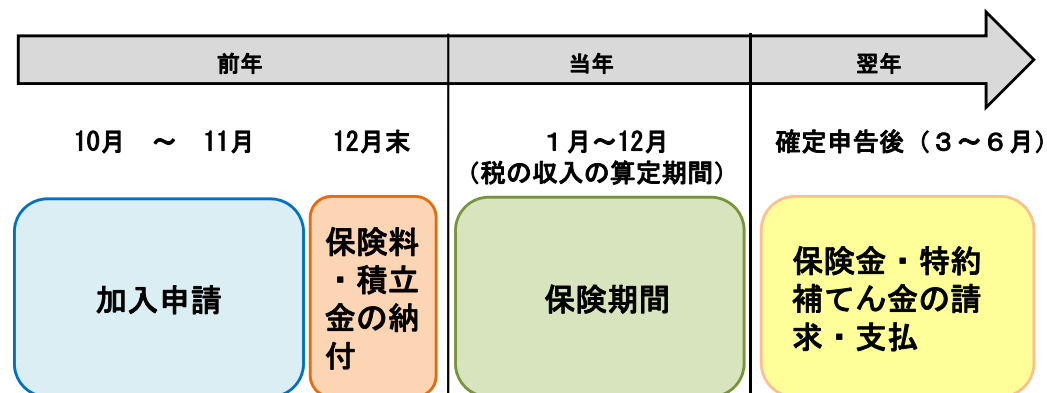 前年
当年
翌年
10月 ～ 11月
12月末
１月～12月
（税の収入の算定期間）
確定申告後（３～６月）
加入申請
保険料
・積立
金の納
付
保険期間
保険金・特約
補てん金の請
求・支払